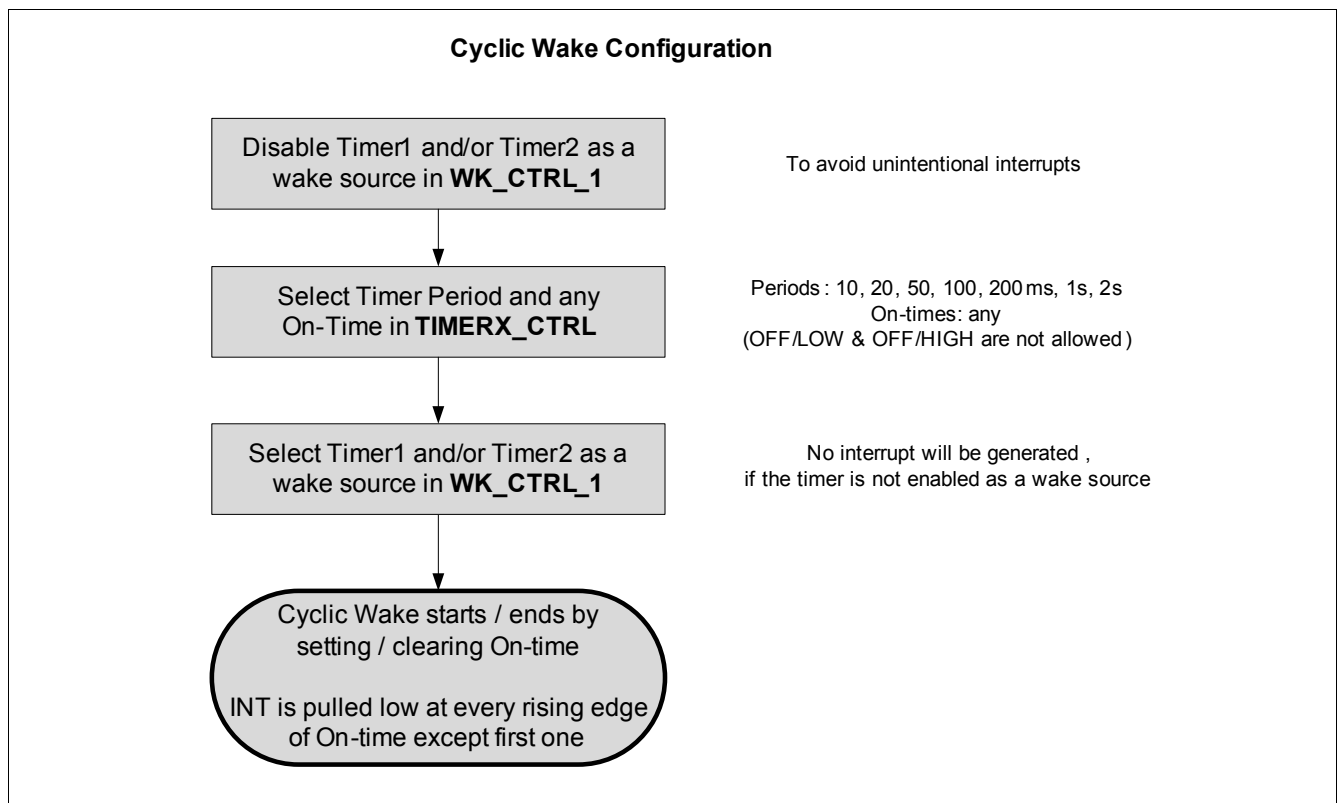 Cyclic Wake Configuration
Disable Timer1 and/or Timer2 as a
wake source in WK_CTRL_1
To avoid unintentional interrupts
Select Timer Period and any
On-Time in TIMERX_CTRL
Periods : 10, 20, 50, 100, 200ms, 1s, 2s
On-times: any
(OFF/LOW & OFF/HIGH are not allowed )
Select Timer1 and/or Timer2 as a
wake source in WK_CTRL_1
No interrupt will be generated ,
if the timer is not enabled as a wake source
Cyclic Wake starts / ends by
setting / clearing On-time
INT is pulled low at every rising edge
of On-time except first one